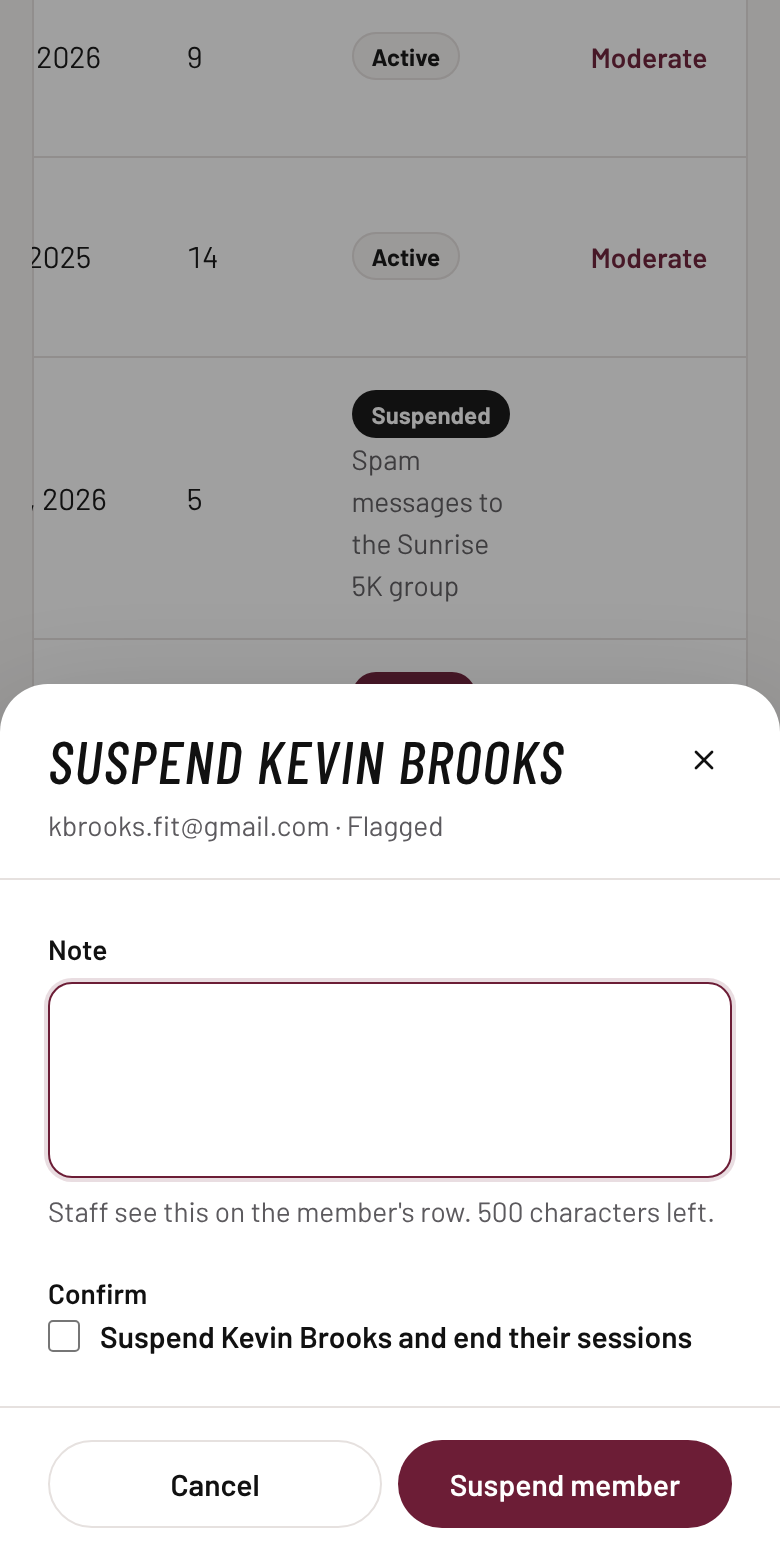 2026 9 Active Moderate
2025 14 Active Moderate
Suspended
Spam
messages to
, 2026 5
the Sunrise
5K group
SUSPEND KEVIN BROOKS
kbrooks.fit@gmail.com · Flagged
Note
Staff see this on the member's row. 500 characters left.
Confirm
Suspend Kevin Brooks and end their sessions
Cancel Suspend member